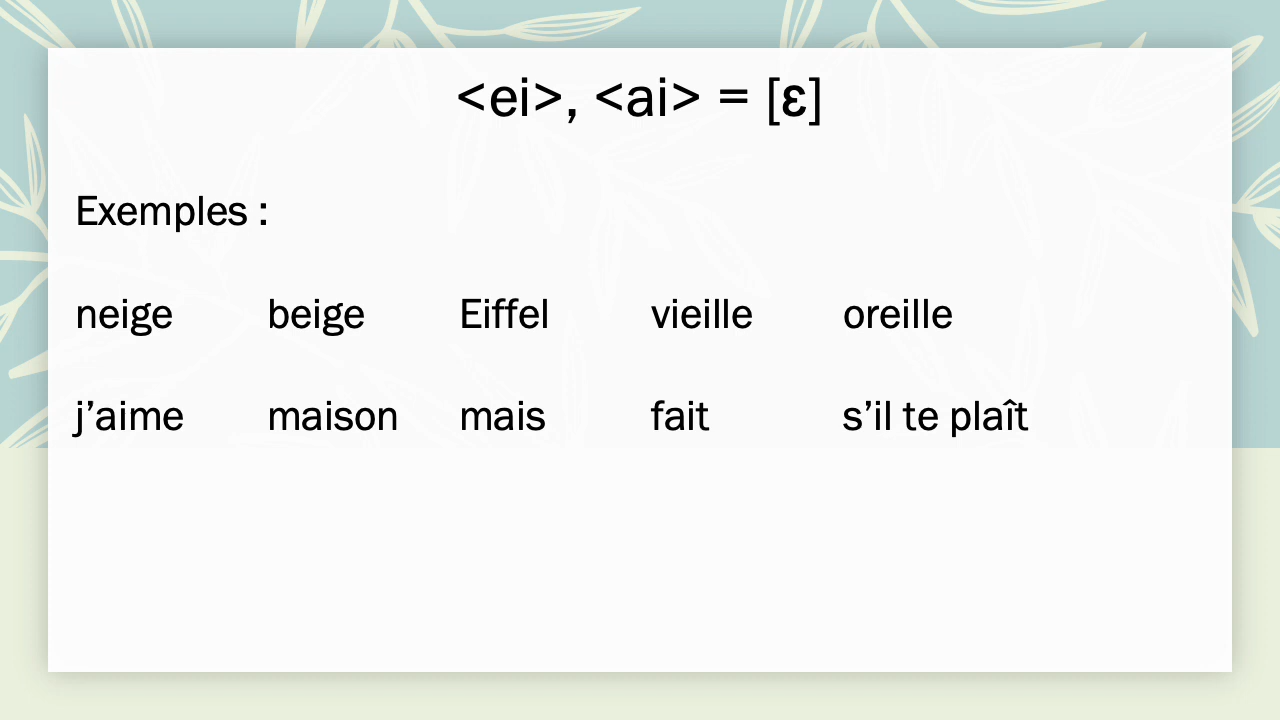 <ei>, <ai> = [ɛ]
Exemples :
neige beige Eiffel vieille oreille
j’aime maison mais fait s’il te plaît